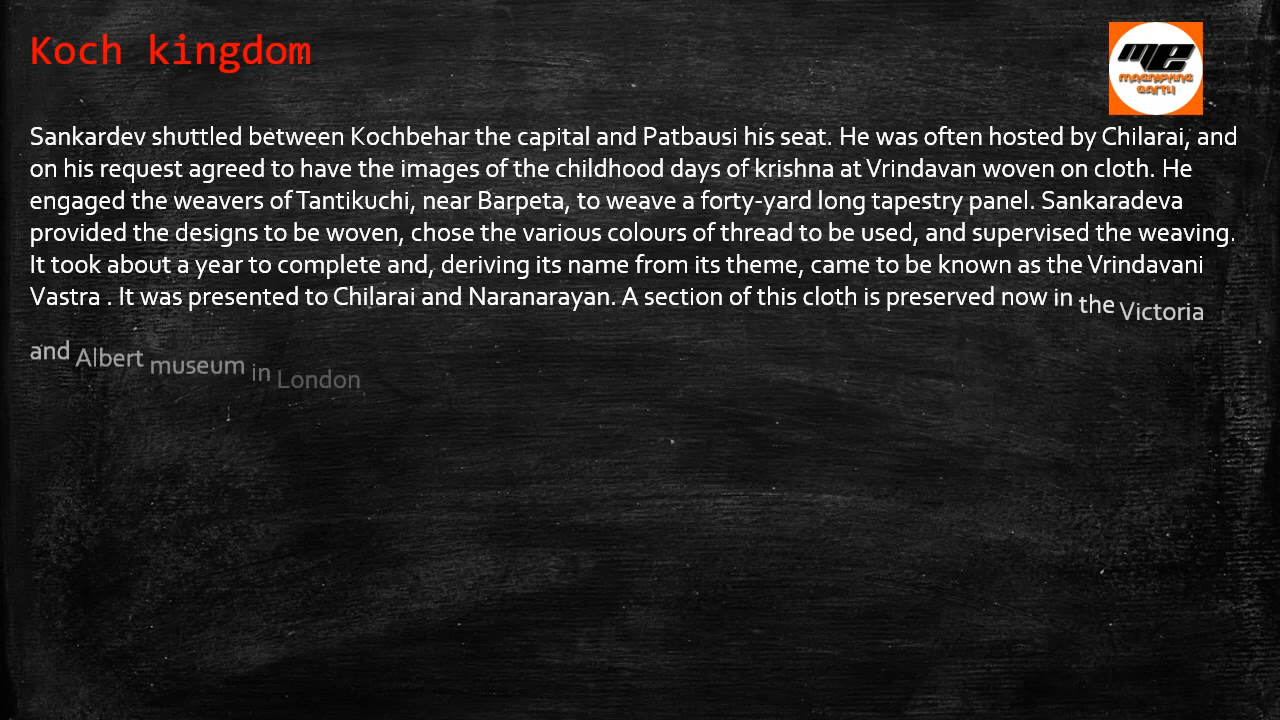 Koch kingdom
me
MAGNIFYING
EARTH
Sankardev shuttled between Kochbehar the capital and Patbausi his seat. He was often hosted by Chilarai, and
on his request agreed to have the images of the childhood days of krishna at Vrindavan woven on cloth. He
engaged the weavers of Tantikuchi, near Barpeta, to weave a forty-yard long tapestry panel. Sankaradeva
provided the designs to be woven, chose the various colours of thread to be used, and supervised the weaving.
It took about a year to complete and, deriving its name from its theme, came to be known as the Vrindavani
Vastra . It was presented to Chilarai and Naranarayan. A section of this cloth is preserved now in the Victoria
and Albert museum in London